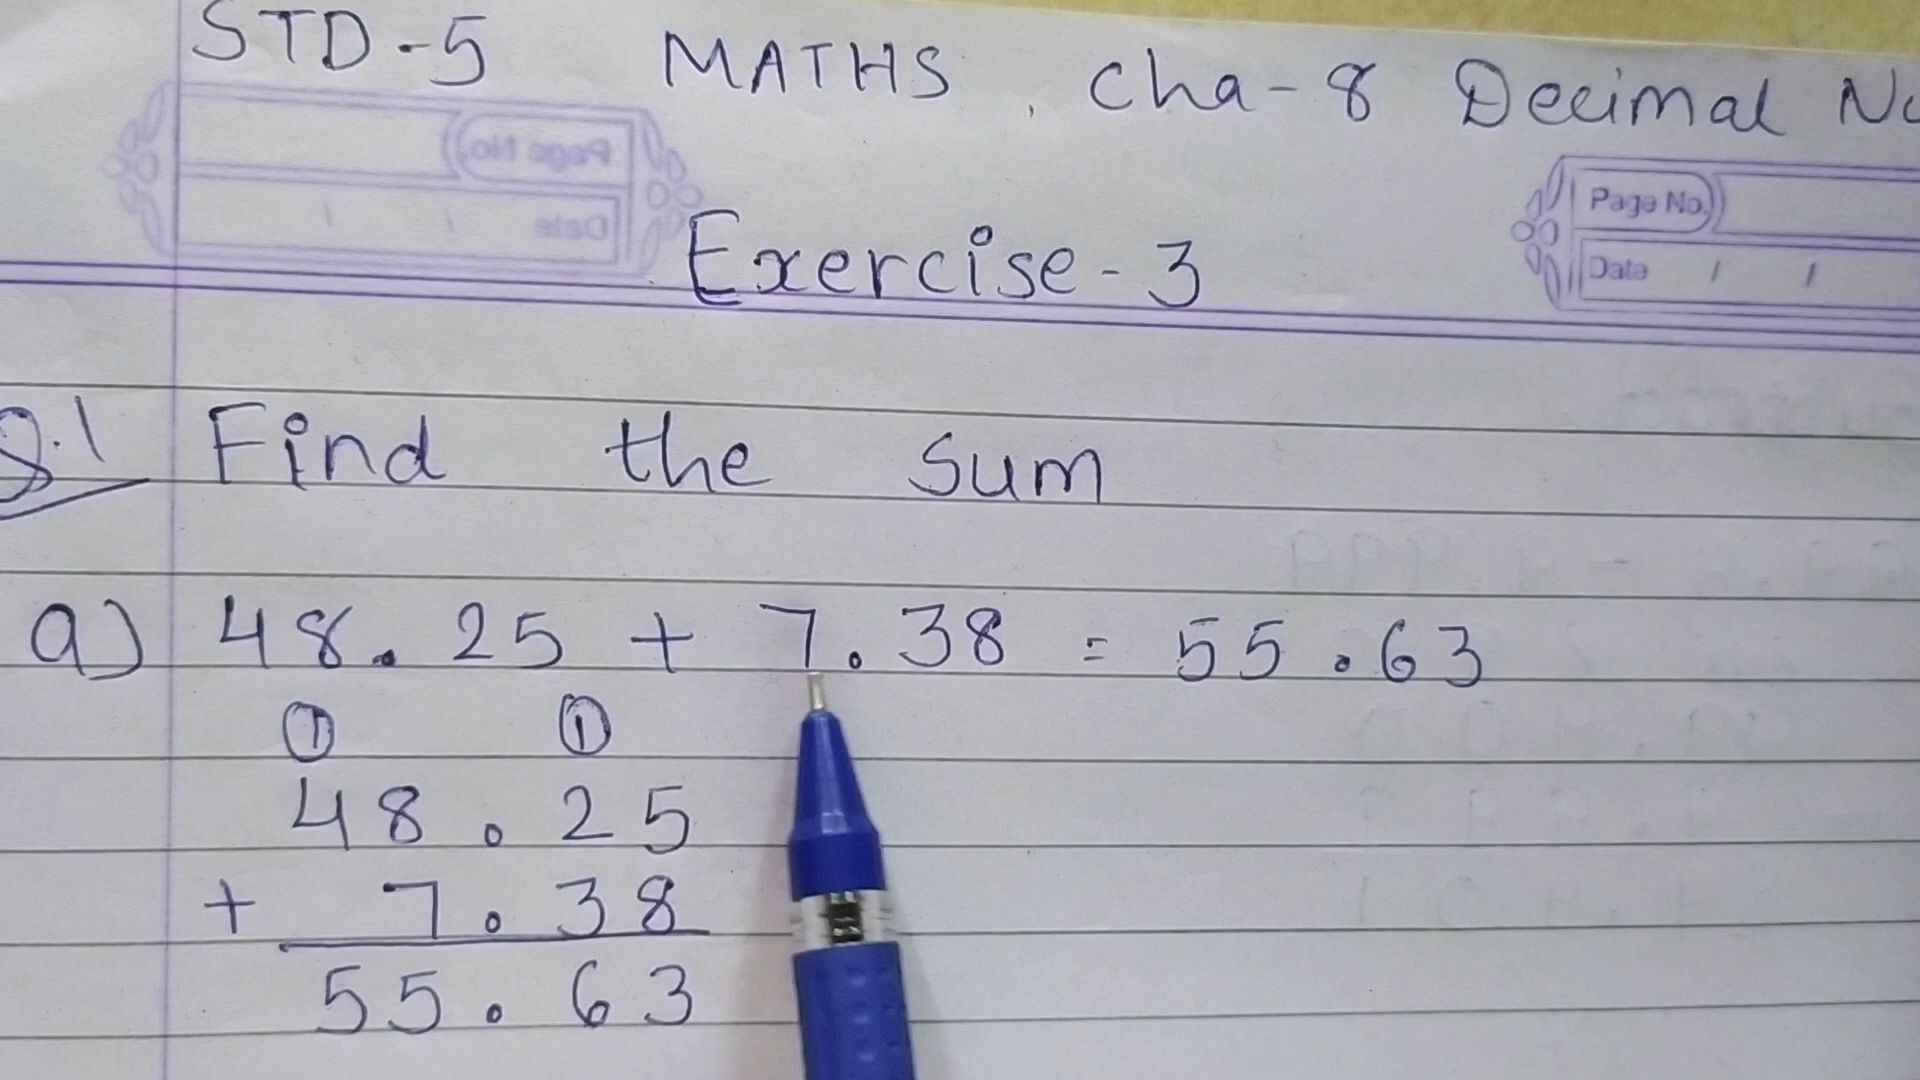 STD-5 MATHS. Cha-8 Decimal
Page No.
Date / /
Exercise-3
Q.1 Find the sum
a) 48.25 + 7.38 = 55.63
1 1
48.25
+ 7.38
55.63